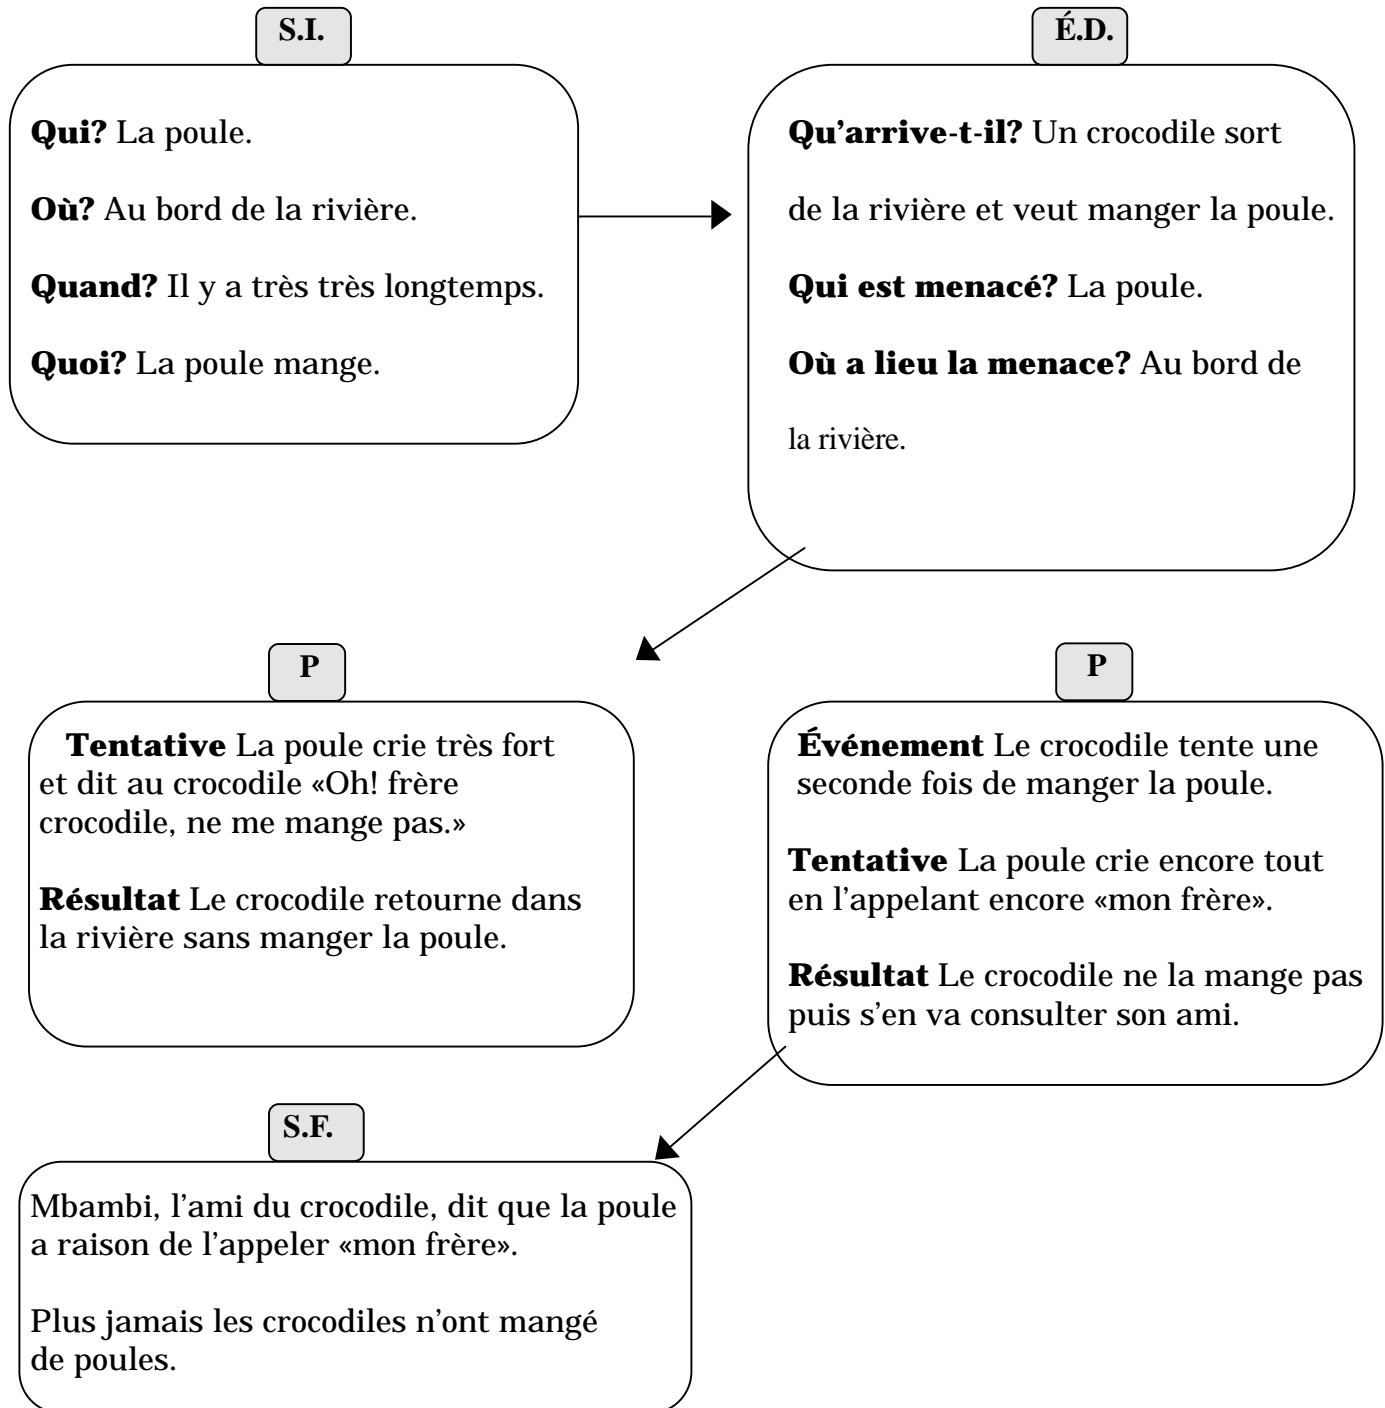 S.I.
Qui? La poule.
Où? Au bord de la rivière.
Quand? Il y a très très longtemps.
Quoi? La poule mange.
É.D.
Qu’arrive-t-il? Un crocodile sort
de la rivière et veut manger la poule.
Qui est menacé? La poule.
Où a lieu la menace? Au bord de
la rivière.
P
Tentative La poule crie très fort
et dit au crocodile «Oh! frère
crocodile, ne me mange pas.»
Résultat Le crocodile retourne dans
la rivière sans manger la poule.
P
Événement Le crocodile tente une
seconde fois de manger la poule.
Tentative La poule crie encore tout
en l'appelant encore «mon frère».
Résultat Le crocodile ne la mange pas
puis s'en va consulter son ami.
S.F.
Mbambi, l'ami du crocodile, dit que la poule
a raison de l'appeler «mon frère».
Plus jamais les crocodiles n’ont mangé
de poules.